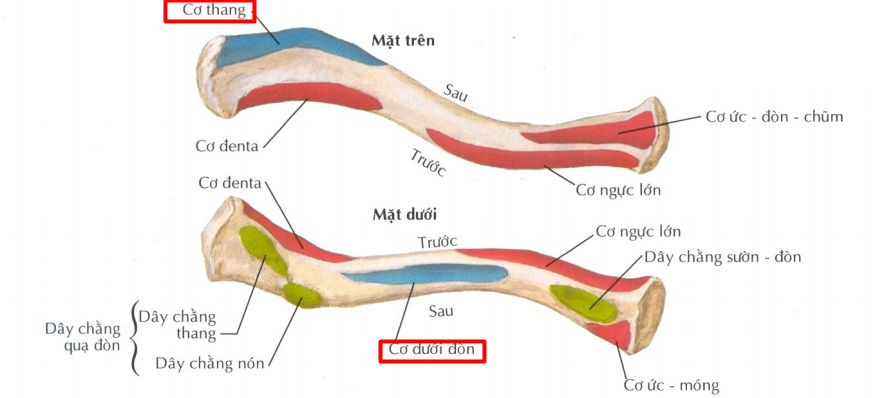 Cơ thang
Mặt trên
Sau
Cơ ức - đòn - chũm
Cơ đenta
Trước
Cơ ngực lớn
Cơ đenta
Mặt dưới
Trước
Cơ ngực lớn
Dây chằng sườn - đòn
Sau
Dây chằng
quạ đòn
Dây chằng
thang
Dây chằng nón
Cơ dưới đòn
Cơ ức - móng